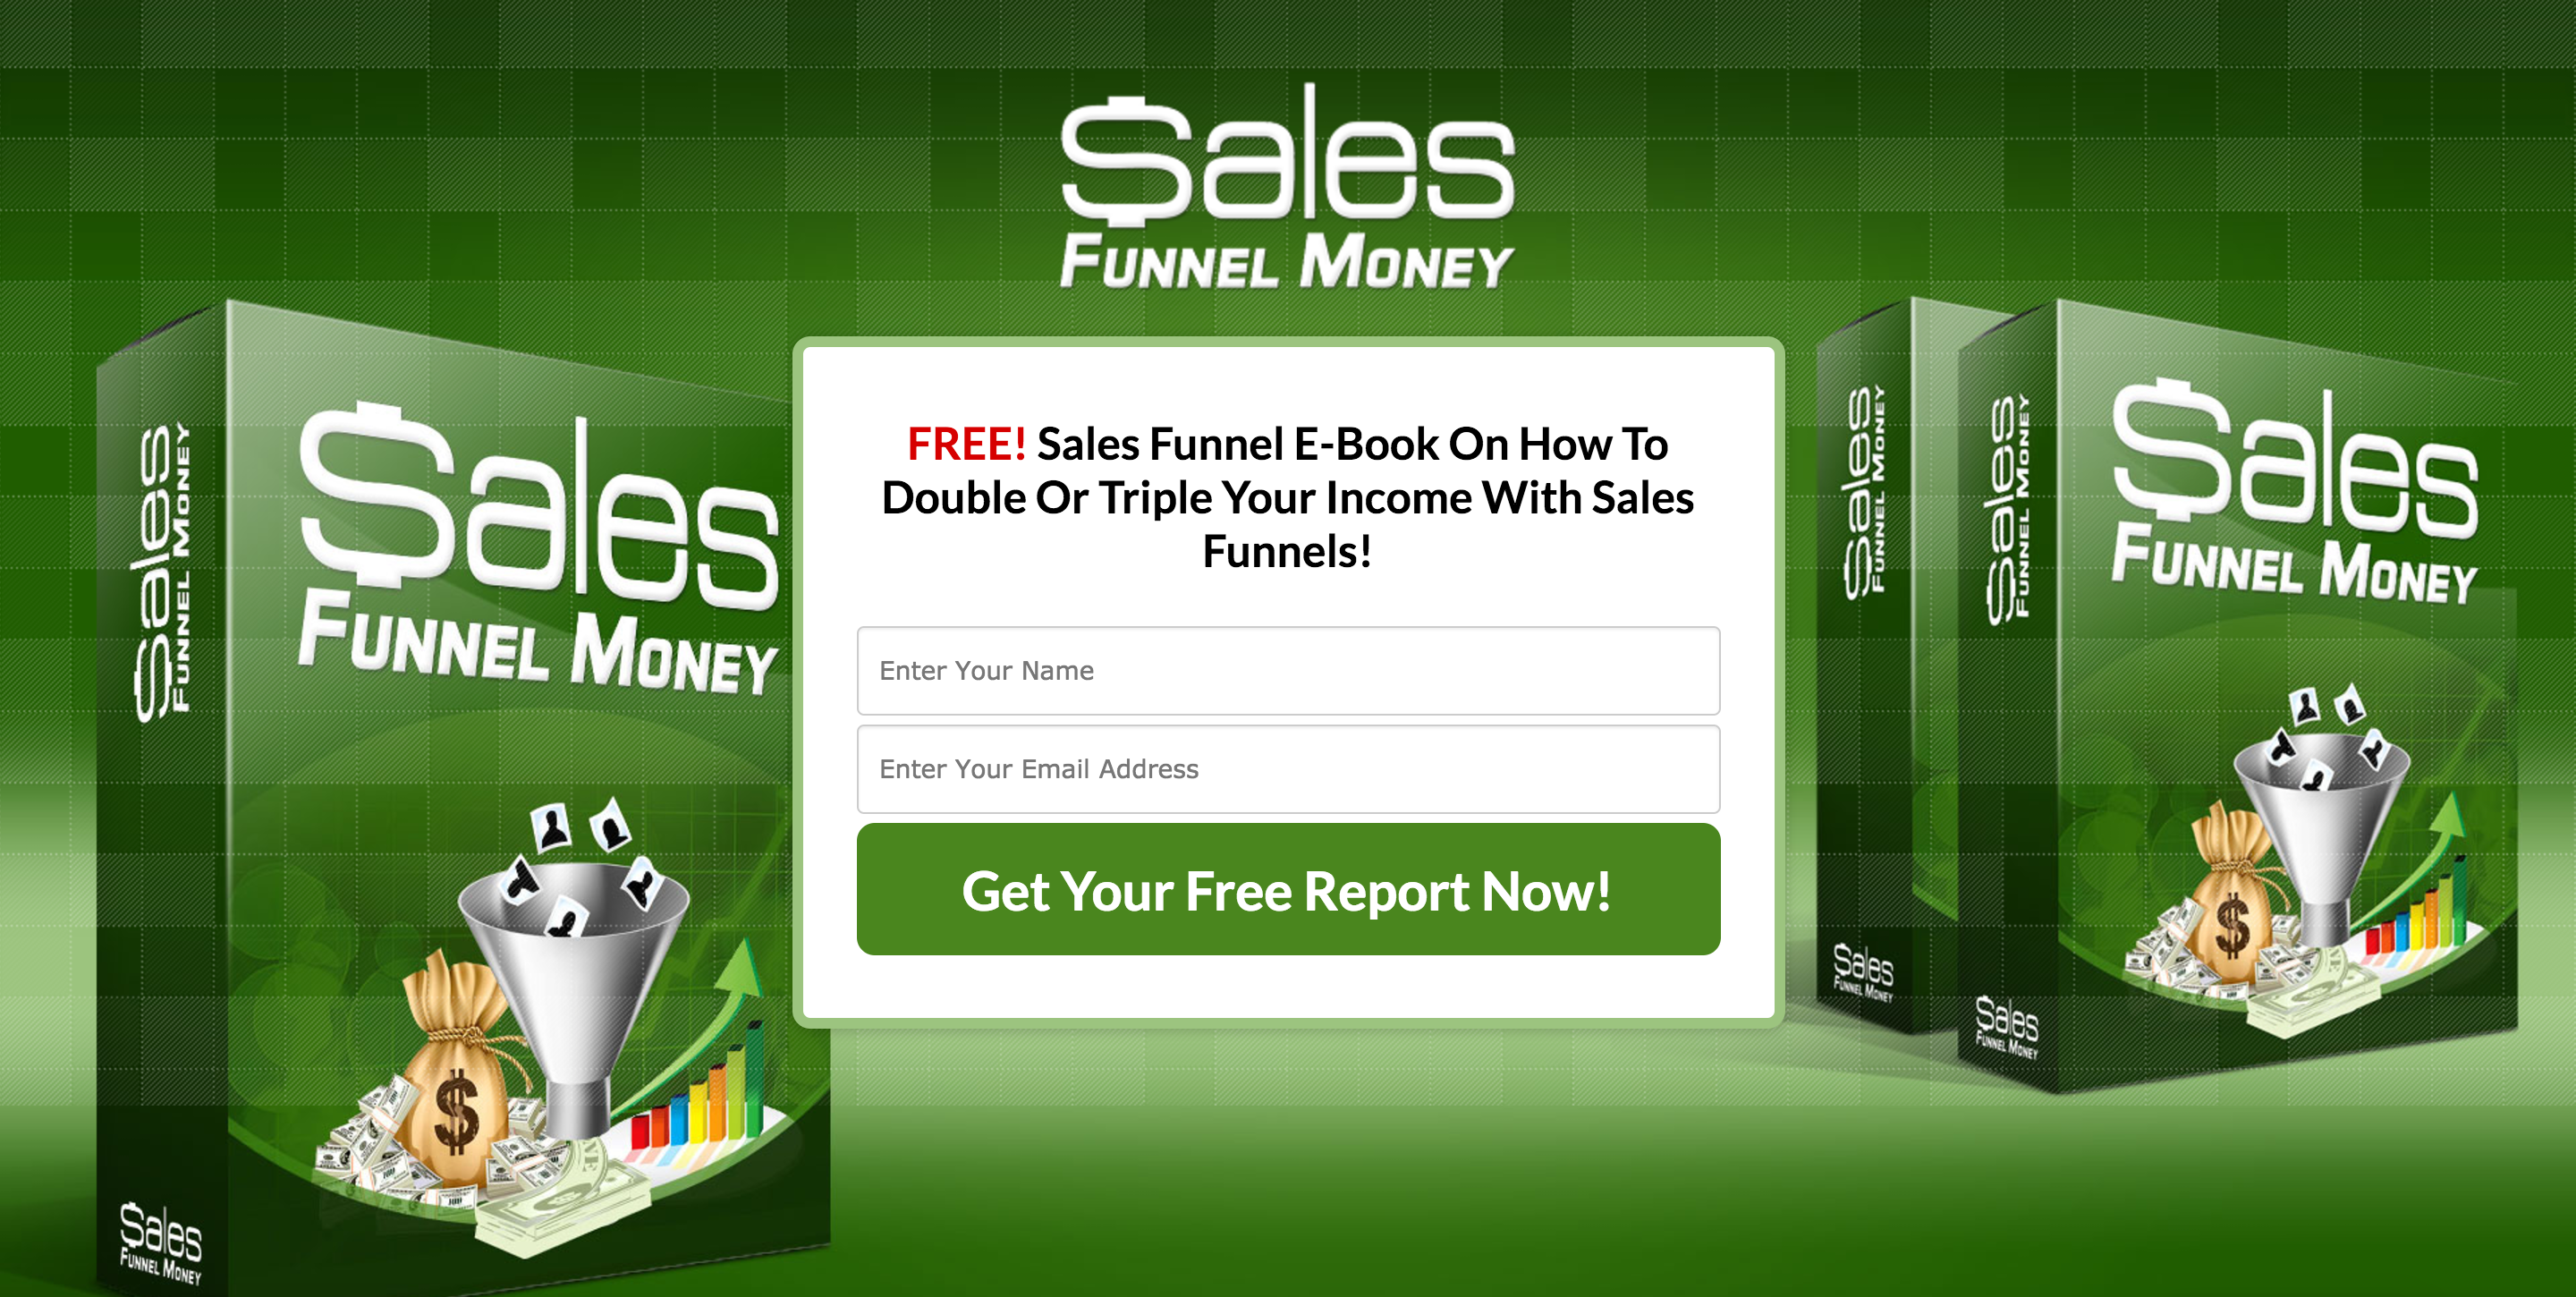 Sales
FUNNEL MONEY
Sales
FUNNEL MONEY
Sales
FUNNEL MONEY
$
Sales
FUNNEL MONEY
FREE! Sales Funnel E-Book On How To
Double Or Triple Your Income With Sales
Funnels!
Enter Your Name
Enter Your Email Address
Get Your Free Report Now!
Sales
FUNNEL MONEY
Sales
FUNNEL MONEY
Sales
FUNNEL MONEY
Sales
FUNNEL MONEY
$
Sales
FUNNEL MONEY